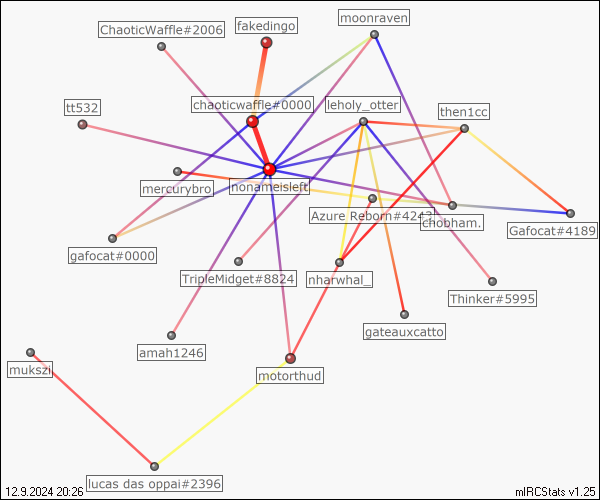 moonraven
ChaoticWaffle#2006
fakedingo
tt532
chaoticwaffle#0000
leholy_otter
then1cc
mercurybro
nonameisleft
Azure Reborn#4243
chobham.
Gafocat#4189
gafocat#0000
TripleMidget#8824
nharwhal_
Thinker#5995
gateauxcatto
amah1246
mukszi
motorthud
lucas das oppai#2396
12.9.2024 20:26
mIRCStats v1.25